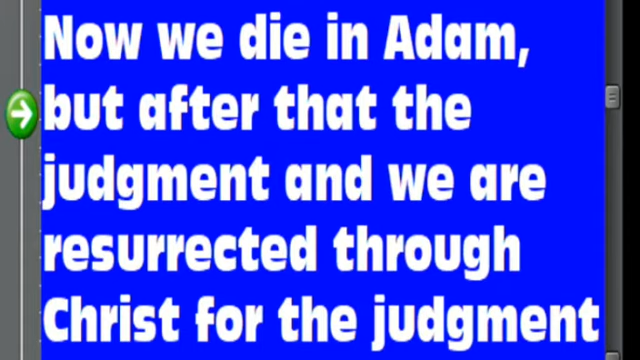 Now we die in Adam,
but after that the
judgment and we are
resurrected through
Christ for the judgment